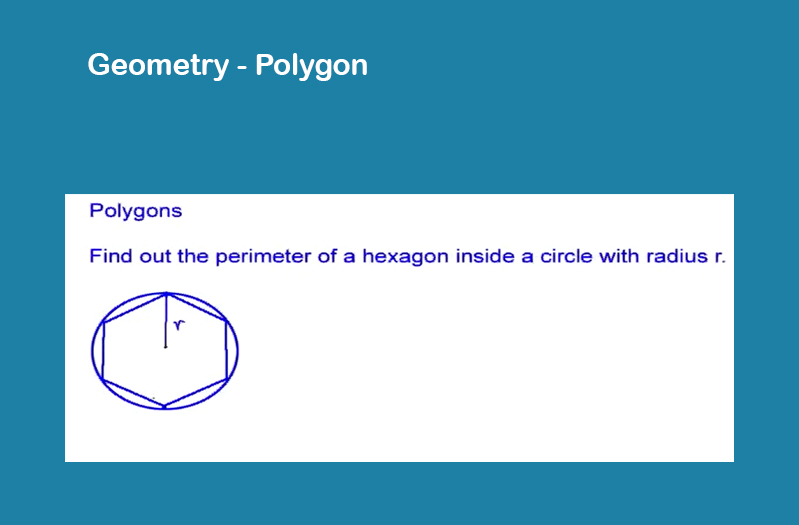 Geometry - Polygon
Polygons
Find out the perimeter of a hexagon inside a circle with radius r.
r